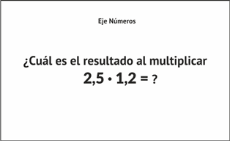 Eje Números
¿Cuál es el resultado al multiplicar
2,5 · 1,2 = ?